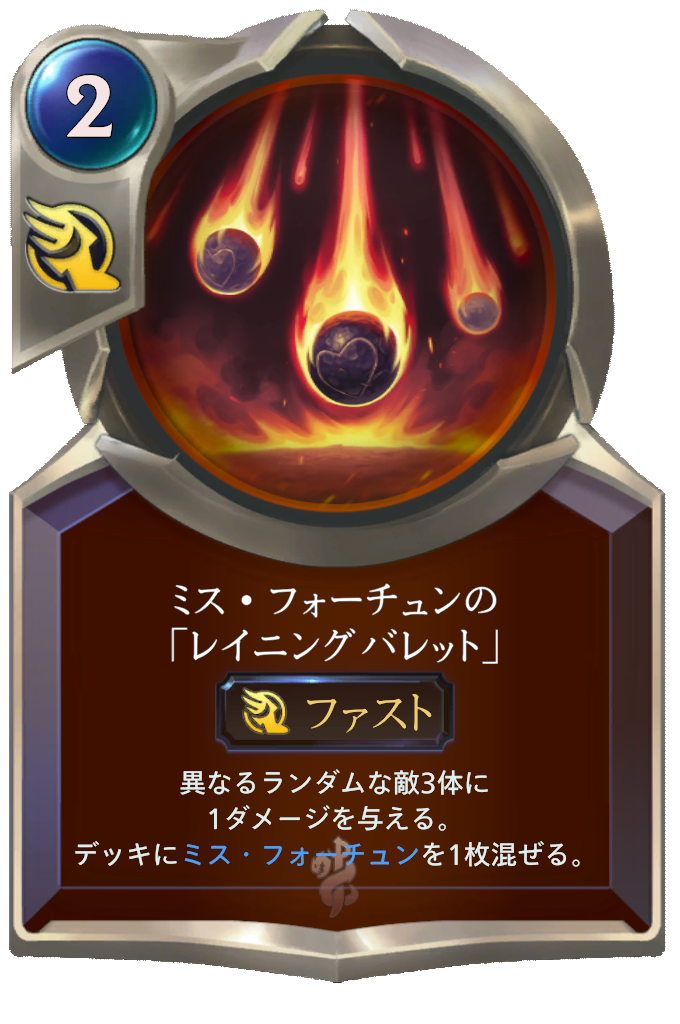 2
ミス・フォーチュンの
「レイニングバレット」
ファスト
異なるランダムな敵3体に
1ダメージを与える。
デッキにミス・フォーチュンを1枚混ぜる。